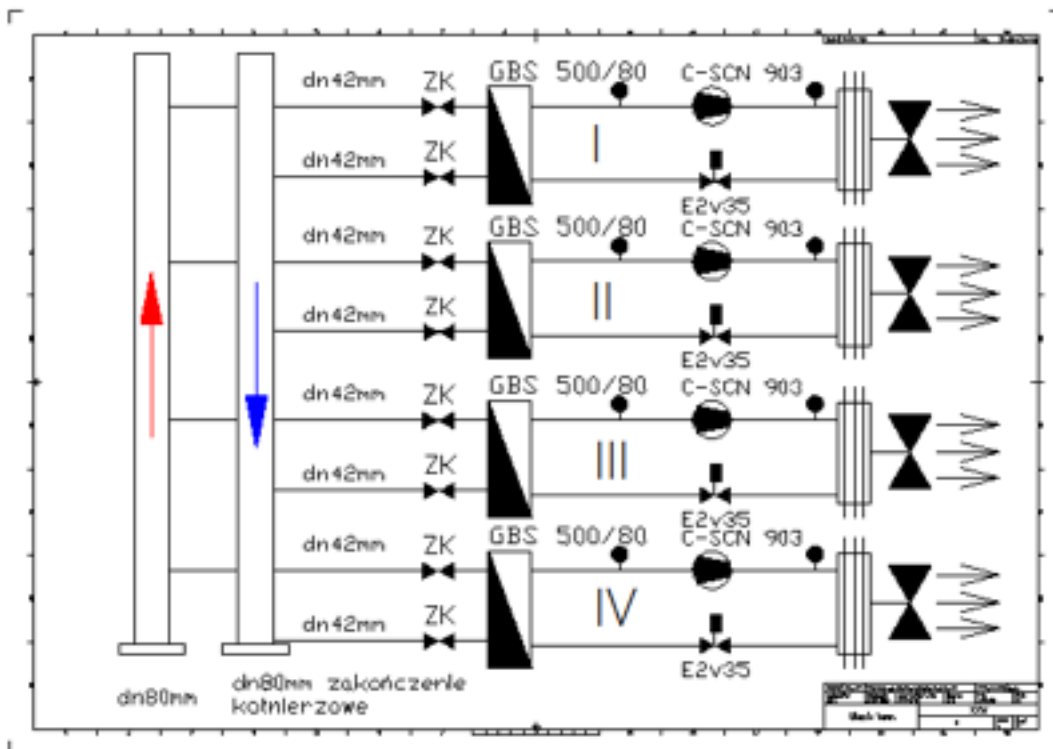 dn42mm ZK GBS 500/80 C-SCN 903
I
dn42mm ZK
E2v35
dn42mm ZK GBS 500/80 C-SCN 903
II
dn42mm ZK
E2v35
dn42mm ZK GBS 500/80 C-SCN 903
III
dn42mm ZK
E2v35
dn42mm ZK GBS 500/80 C-SCN 903
IV
dn42mm ZK
E2v35
dn80mm
dn80mm zakończenie
kołnierzowe